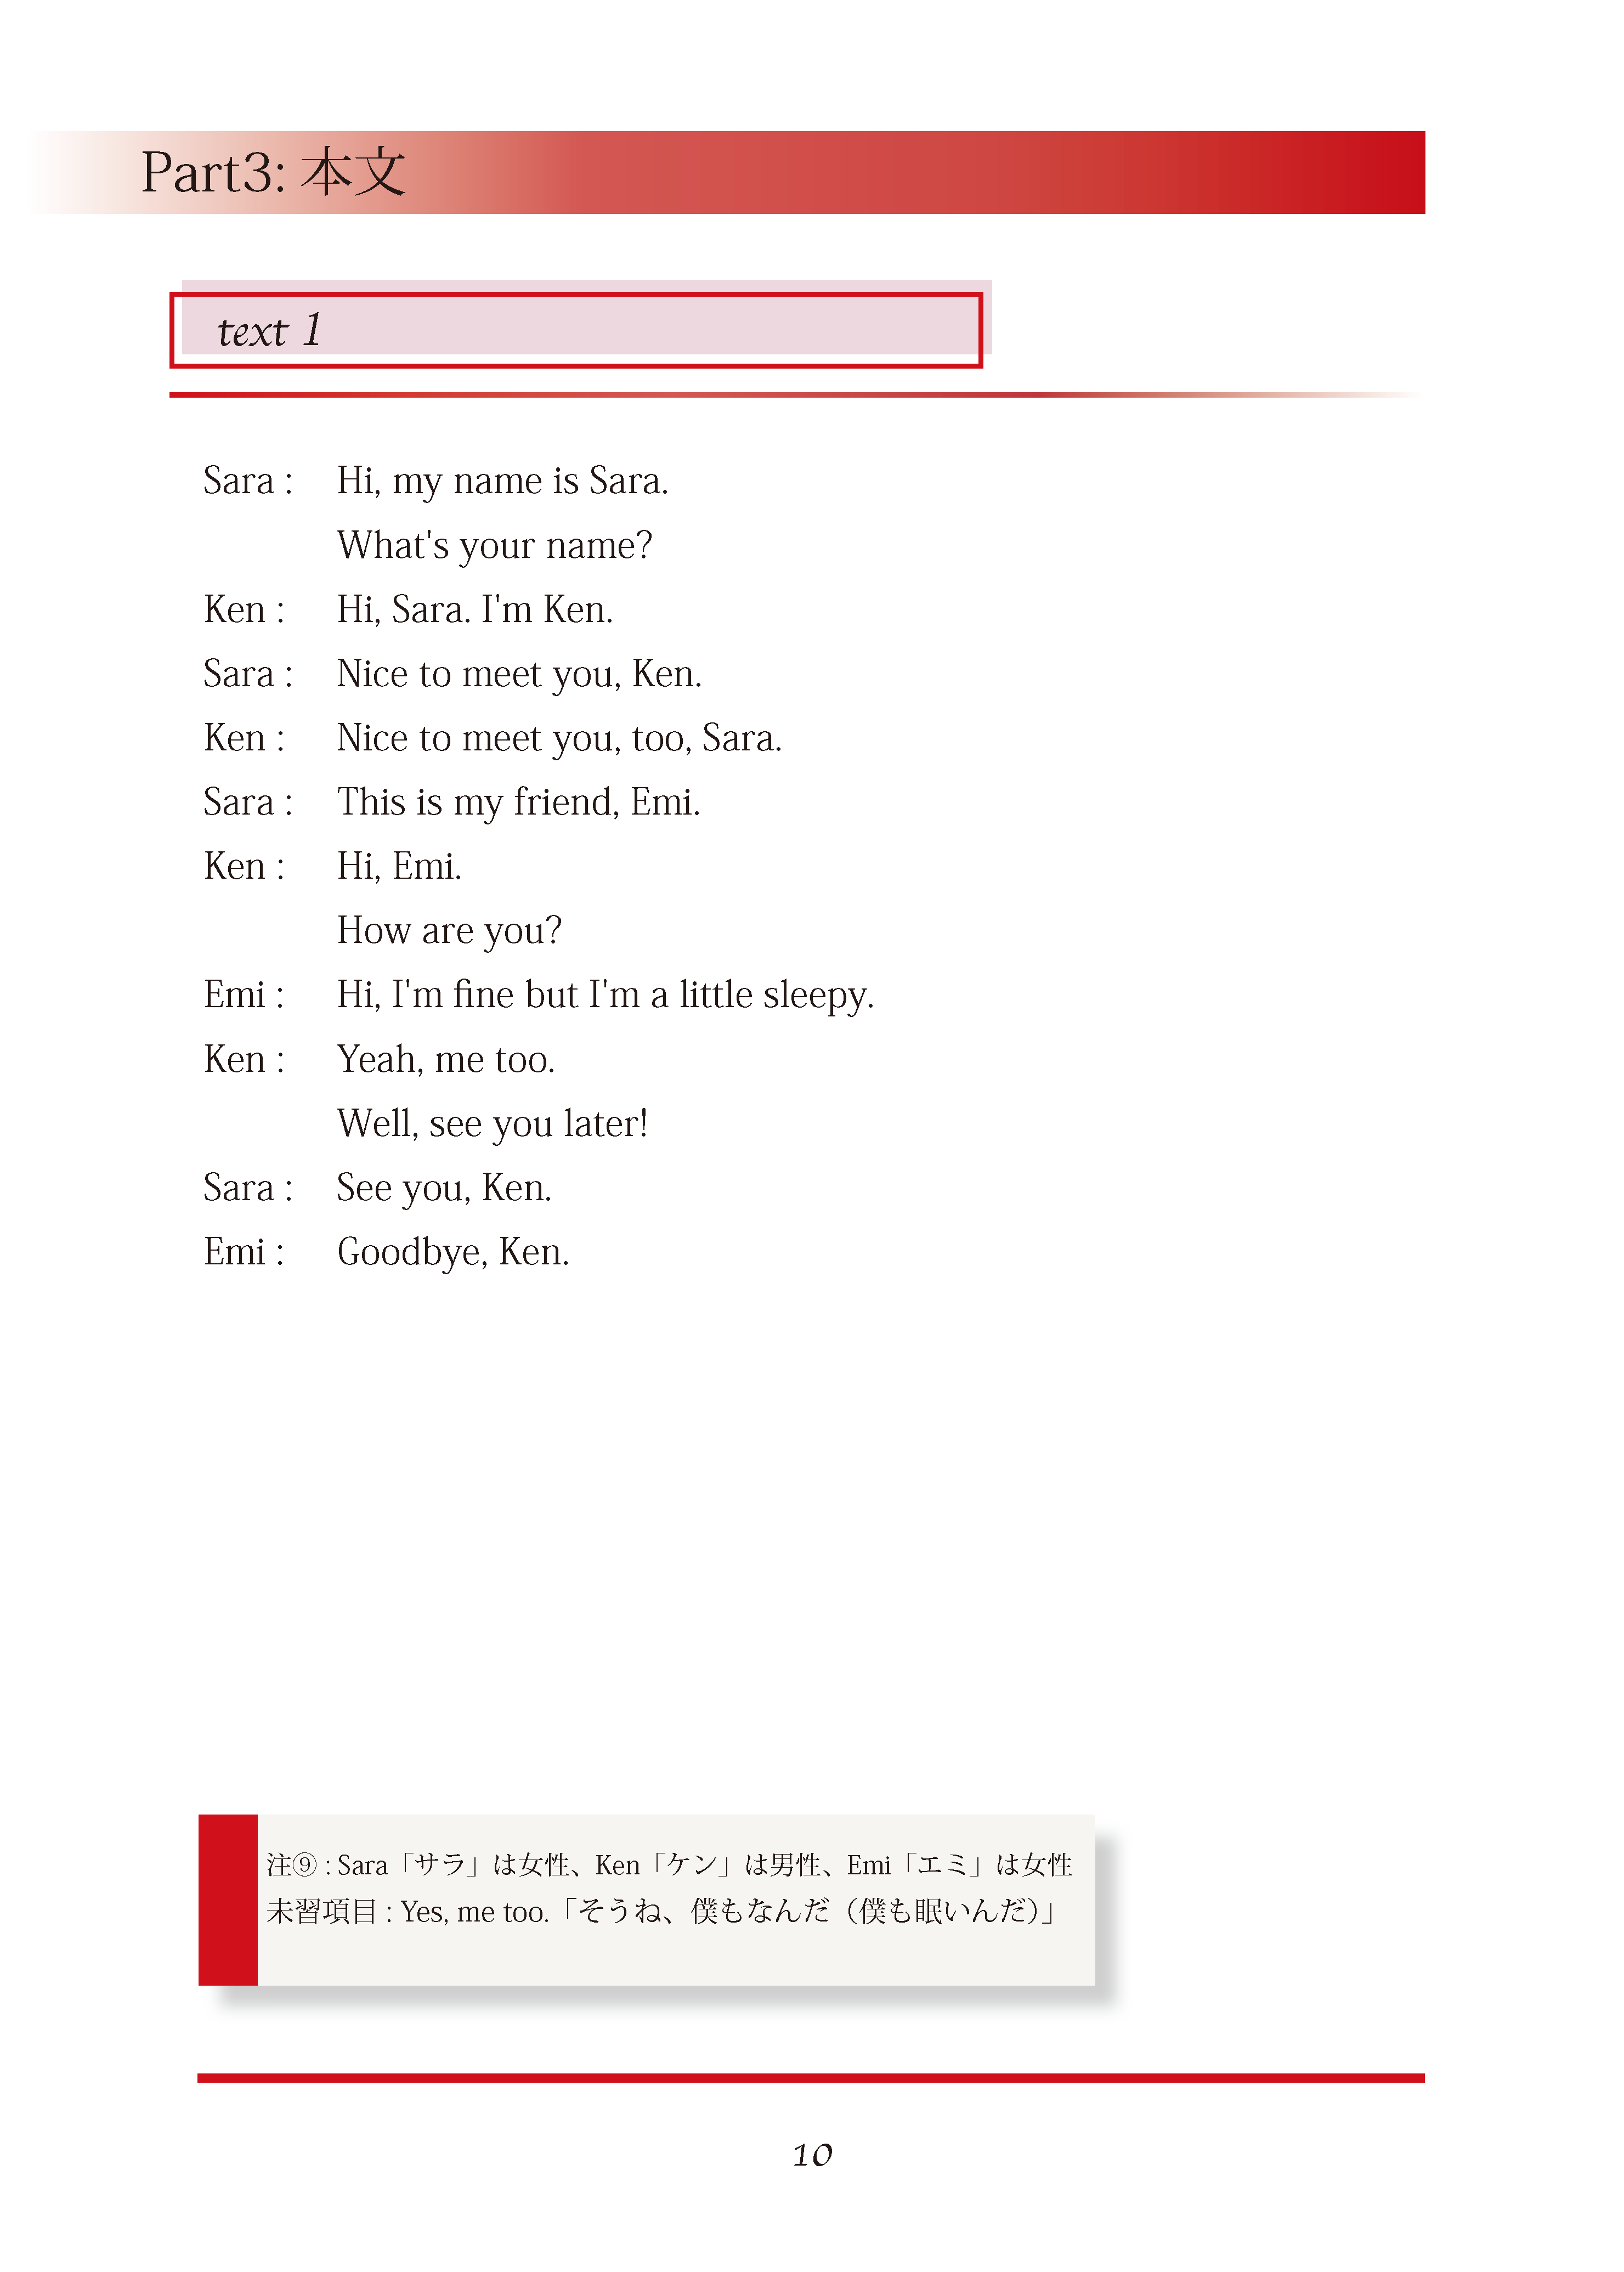 Part3: 本文
text 1
Sara : Hi, my name is Sara.
What's your name?
Ken : Hi, Sara. I'm Ken.
Sara : Nice to meet you, Ken.
Ken : Nice to meet you, too, Sara.
Sara : This is my friend, Emi.
Ken : Hi, Emi.
How are you?
Emi : Hi, I'm fine but I'm a little sleepy.
Ken : Yeah, me too.
Well, see you later!
Sara : See you, Ken.
Emi : Goodbye, Ken.
注⑨ : Sara「サラ」は女性、Ken「ケン」は男性、Emi「エミ」は女性
未習項目 : Yes, me too.「そうね、僕もなんだ（僕も眠いんだ）」
10